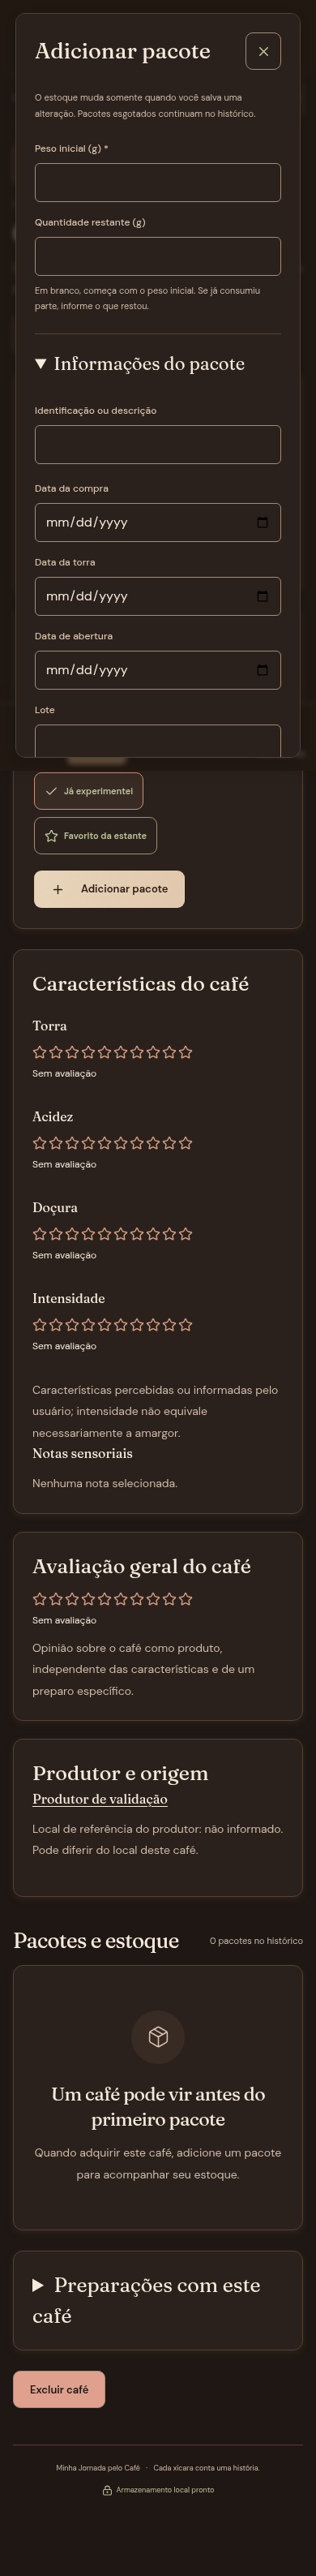 Adicionar pacote
O estoque muda somente quando você salva uma
alteração. Pacotes esgotados continuam no histórico.
Peso inicial (g) *
Quantidade restante (g)
Em branco, começa com o peso inicial. Se já consumiu
parte, informe o que restou.
Informações do pacote
Identificação ou descrição
Data da compra
mm/dd/yyyy
Data da torra
mm/dd/yyyy
Data de abertura
mm/dd/yyyy
Lote
Já experimentei
Favorito da estante
Adicionar pacote
Características do café
Torra
Sem avaliação
Acidez
Sem avaliação
Doçura
Sem avaliação
Intensidade
Sem avaliação
Características percebidas ou informadas pelo
usuário; intensidade não equivale
necessariamente a amargor.
Notas sensoriais
Nenhuma nota selecionada.
Avaliação geral do café
Sem avaliação
Opinião sobre o café como produto,
independente das características e de um
preparo específico.
Produtor e origem
Produtor de validação
Local de referência do produtor: não informado.
Pode diferir do local deste café.
Pacotes e estoque
0 pacotes no histórico
Um café pode vir antes do
primeiro pacote
Quando adquirir este café, adicione um pacote
para acompanhar seu estoque.
Preparações com este
café
Excluir café
Minha Jornada pelo Café · Cada xícara conta uma história.
Armazenamento local pronto